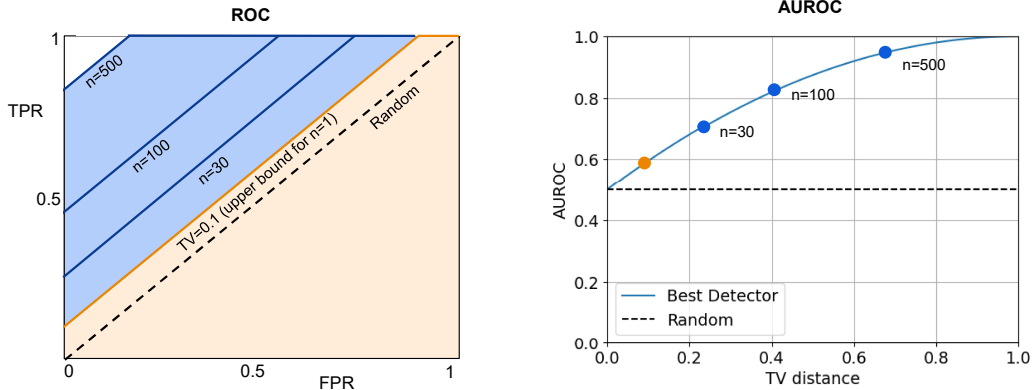 ROC
1
n=500
TPR
Random
n=100
n=30
TV=0.1 (upper bound for n=1)
0.5
0
0.5
1
FPR
AUROC
1.0
n=500
0.8
n=100
n=30
0.6
AUROC
0.4
0.2
Best Detector
Random
0.0
0.0
0.2
0.4
0.6
0.8
1.0
TV distance